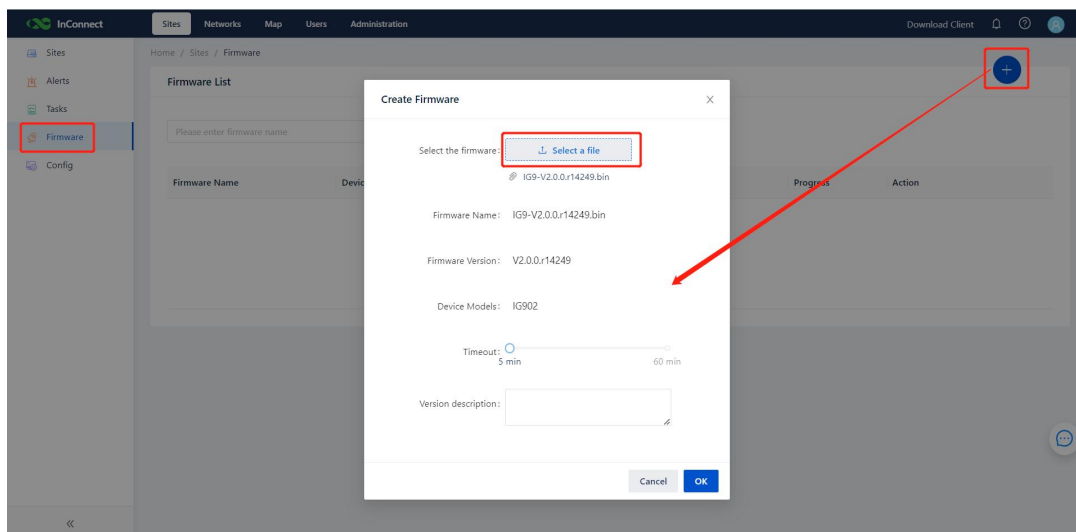 InConnect
Sites Networks Map Users Administration Download Client
Sites
Alerts
Tasks
Firmware
Config
Home / Sites / Firmware
Firmware List
Please enter firmware name
Firmware Name Devic Progress Action
Create Firmware
Select the firmware: Select a file
IG9-V2.0.0.r14249.bin
Firmware Name: IG9-V2.0.0.r14249.bin
Firmware Version: V2.0.0.r14249
Device Models: IG902
Timeout:
5 min 60 min
Version description:
Cancel OK